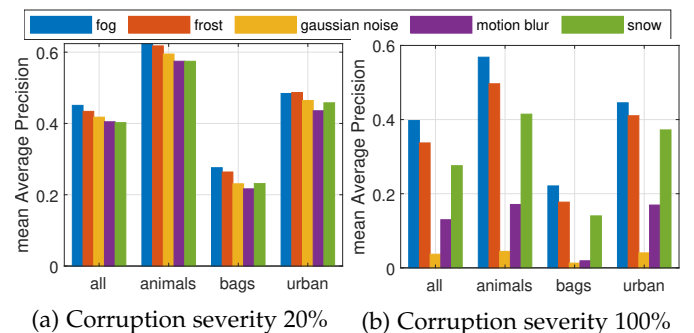 fog frost gaussian noise motion blur snow
mean Average Precision
0.6
0.4
0.2
0
all animals bags urban
(a) Corruption severity 20%
mean Average Precision
0.6
0.4
0.2
0
all animals bags urban
(b) Corruption severity 100%